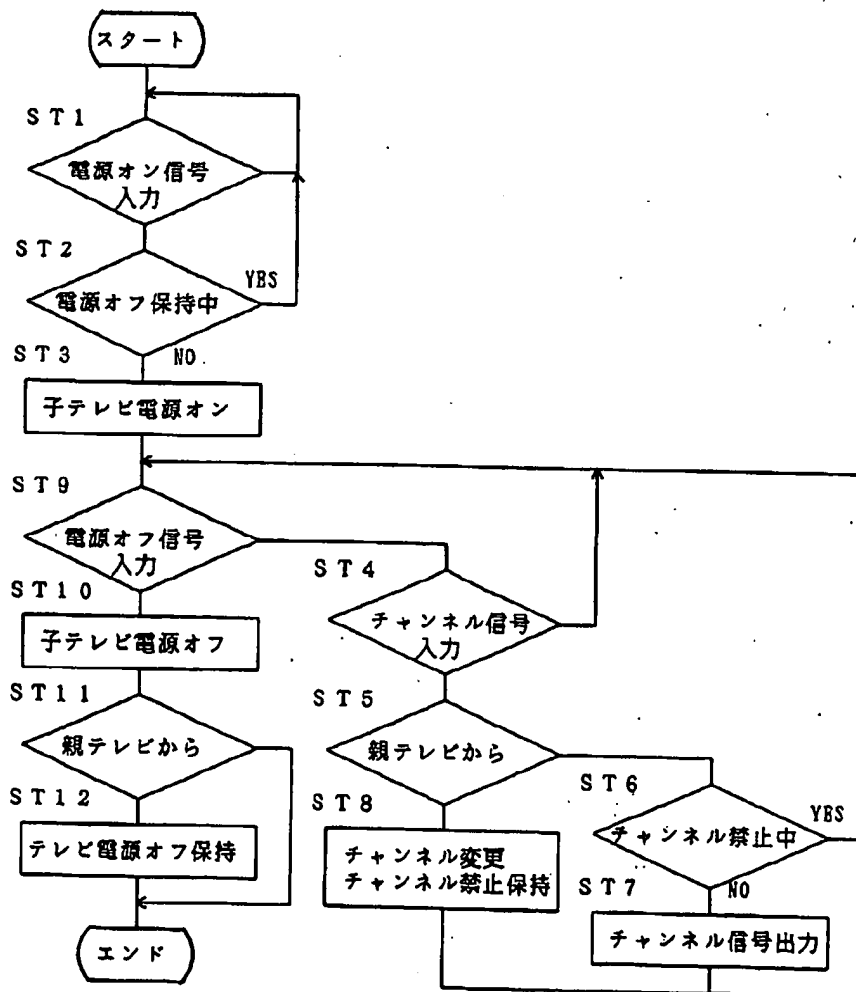 スタート
ST1
電源オン信号
入力
ST2
YES
電源オフ保持中
ST3
NO
子テレビ電源オン
ST9
電源オフ信号
入力
ST4
チャンネル信号
入力
ST10
子テレビ電源オフ
ST11
親テレビから
ST5
親テレビから
ST6
YES
チャンネル禁止中
ST12
テレビ電源オフ保持
ST8
チャンネル変更
チャンネル禁止保持
ST7
NO
チャンネル信号出力
エンド